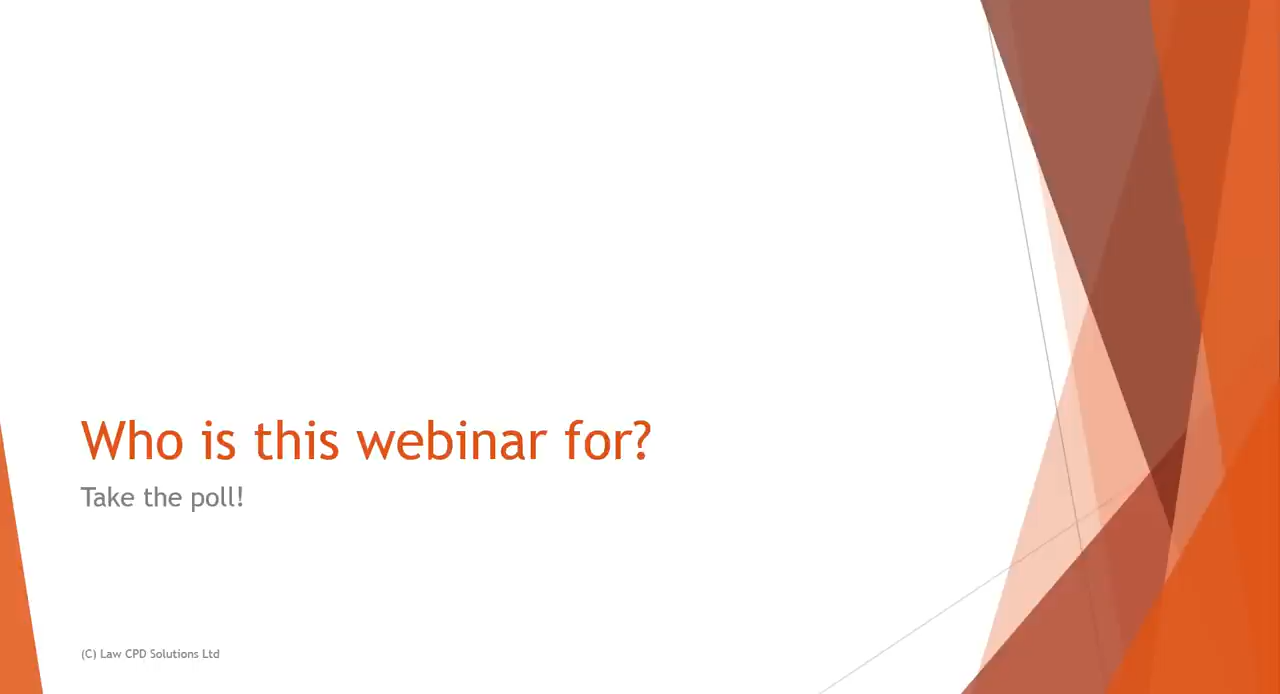 Who is this webinar for?
Take the poll!
(C) Law CPD Solutions Ltd